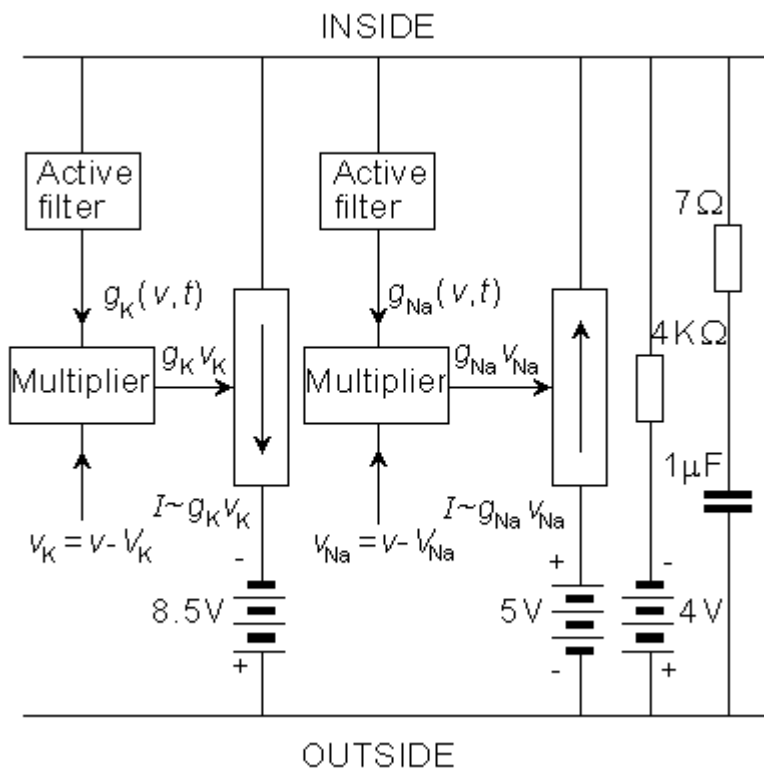 INSIDE
Active
filter
Active
filter
7Ω
g_K(v,t)
g_Na(v,t)
4KΩ
Multiplier
g_K v_K
Multiplier
g_Na v_Na
1μF
I~g_K v_K
I~g_Na v_Na
v_K = v- V_K
v_Na = v- V_Na
-
+
-
8.5V
5V
4V
+
-
+
OUTSIDE